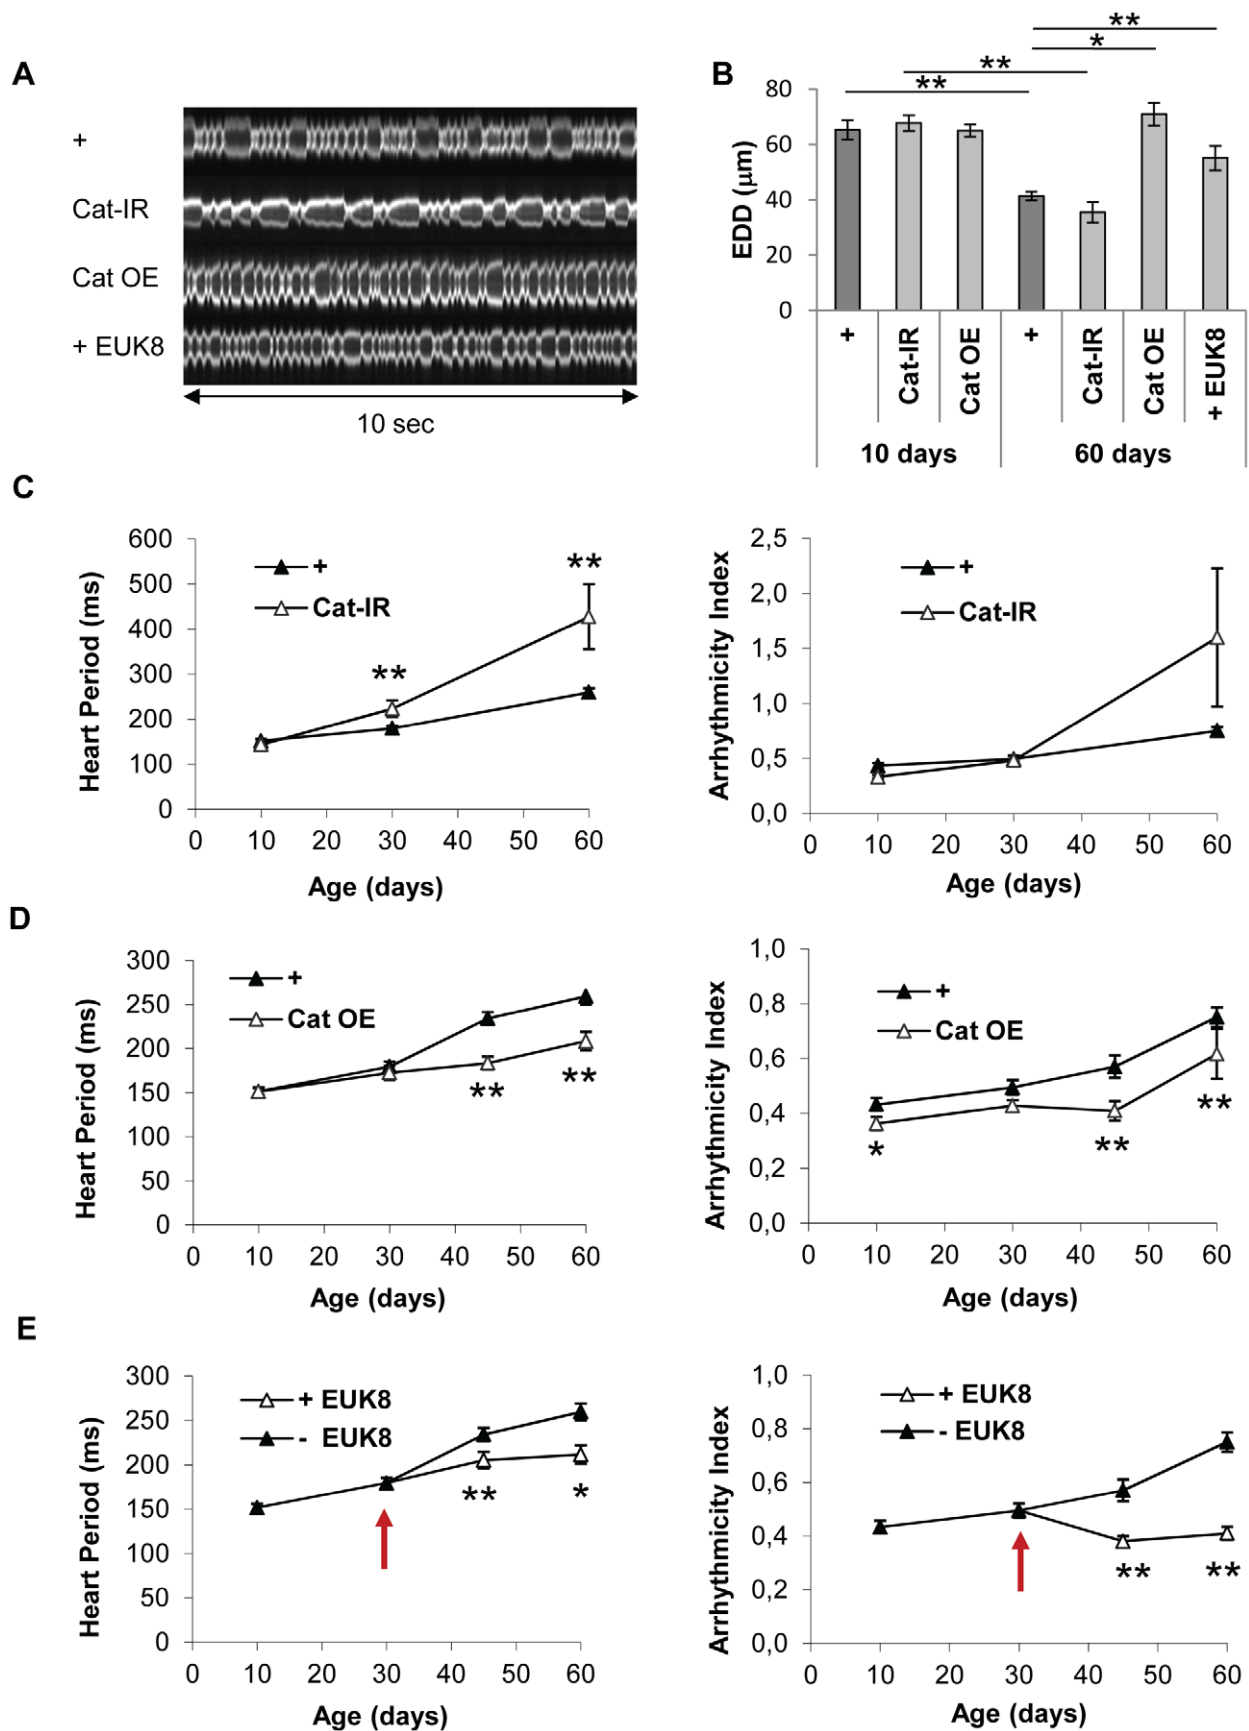 A
+
Cat-IR
Cat OE
+ EUK8
10 sec
B
**
*
**
**
EDD (µm)
80
60
40
20
0
+
Cat-IR
Cat OE
+
Cat-IR
Cat OE
+ EUK8
10 days
60 days
C
Heart Period (ms)
600
500
400
300
200
100
0
+
Cat-IR
**
**
0 10 20 30 40 50 60
Age (days)
Arrhythmicity Index
2,5
2,0
1,5
1,0
0,5
0,0
+
Cat-IR
0 10 20 30 40 50 60
Age (days)
D
Heart Period (ms)
300
250
200
150
100
50
0
+
Cat OE
**
**
0 10 20 30 40 50 60
Age (days)
Arrhythmicity Index
1,0
0,8
0,6
0,4
0,2
0,0
+
Cat OE
*
**
**
0 10 20 30 40 50 60
Age (days)
E
Heart Period (ms)
300
250
200
150
100
50
0
+ EUK8
- EUK8
**
*
0 10 20 30 40 50 60
Age (days)
Arrhythmicity Index
1,0
0,8
0,6
0,4
0,2
0,0
+ EUK8
- EUK8
**
**
0 10 20 30 40 50 60
Age (days)